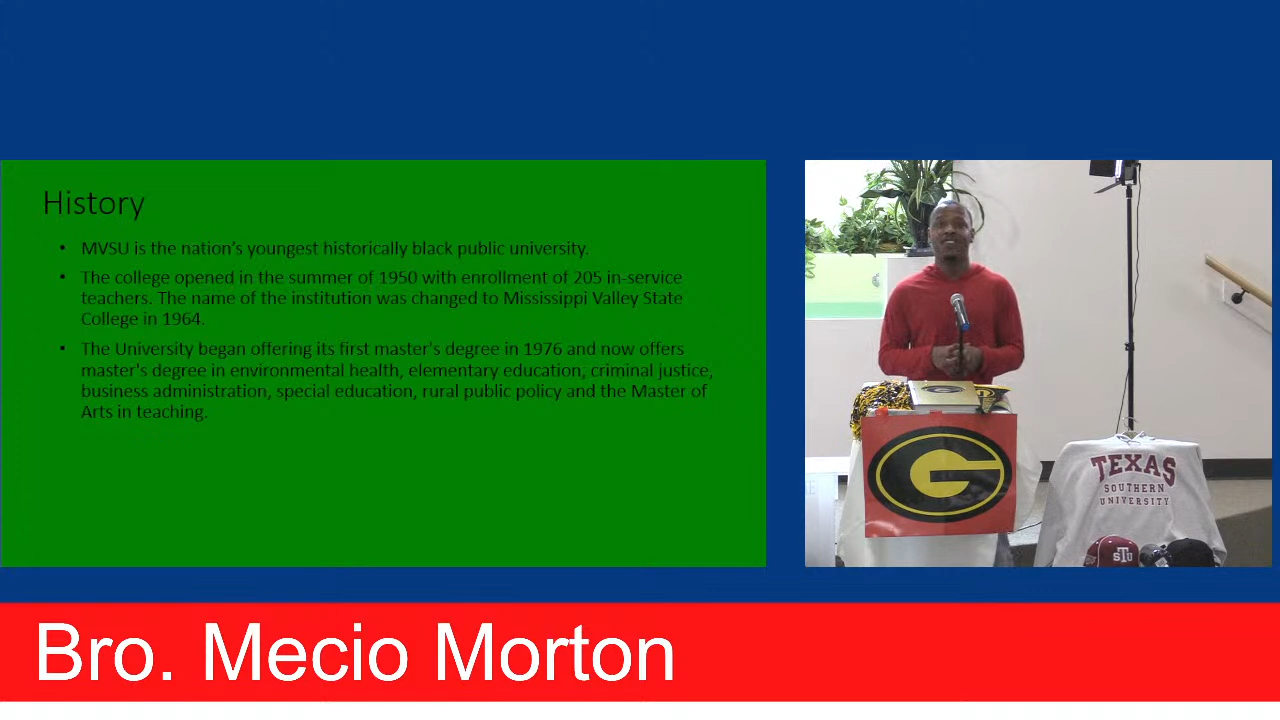 History
• MVSU is the nation's youngest historically black public university.
• The college opened in the summer of 1950 with enrollment of 205 in-service
teachers. The name of the institution was changed to Mississippi Valley State
College in 1964.
• The University began offering its first master's degree in 1976 and now offers
master's degree in environmental health, elementary education, criminal justice,
business administration, special education, rural public policy and the Master of
Arts in teaching.
G
TEXAS
SOUTHERN
UNIVERSITY
STU
Bro. Mecio Morton